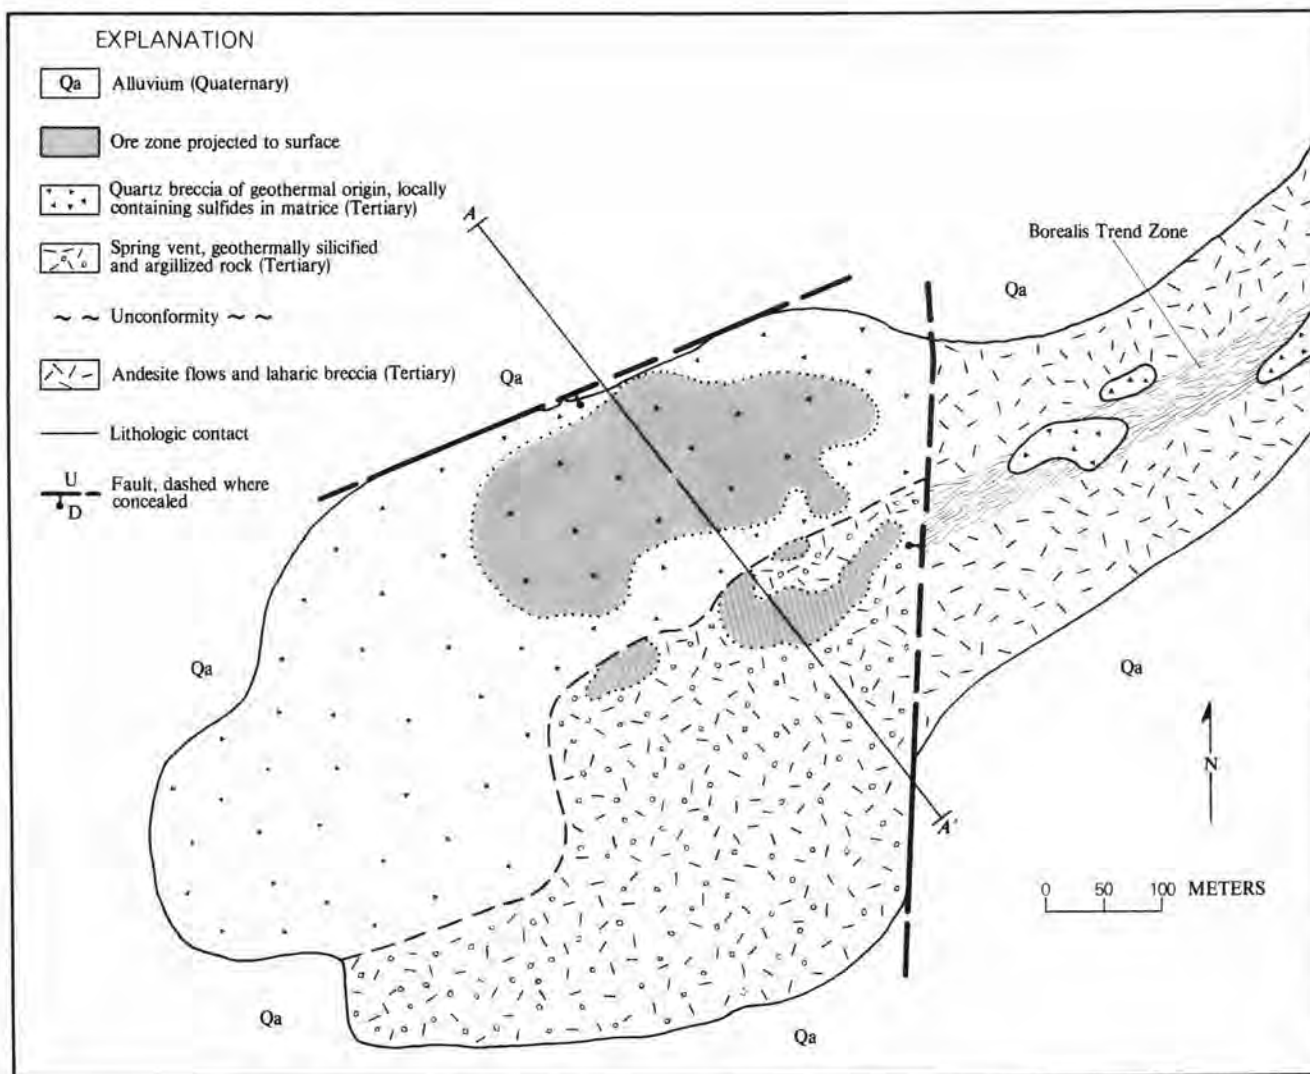 EXPLANATION
Qa Alluvium (Quaternary)
Ore zone projected to surface
Quartz breccia of geothermal origin, locally
containing sulfides in matrice (Tertiary)
Spring vent, geothermally silicified
and argillized rock (Tertiary)
Unconformity
Andesite flows and laharic breccia (Tertiary)
Lithologic contact
U
D
Fault, dashed where
concealed
A
Borealis Trend Zone
Qa
Qa
Qa
Qa
N
A'
0 50 100 METERS
Qa
Qa